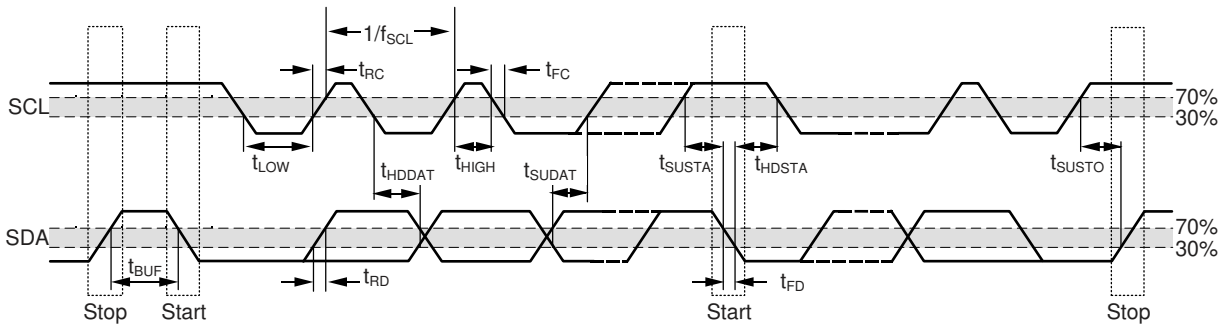 1/fSCL
tRC
tFC
SCL
70%
30%
tLOW
tHDDAT
tHIGH
tSUDAT
tSUSTA
tHDSTA
tSUSTO
SDA
70%
30%
tBUF
tRD
tFD
Stop
Start
Start
Stop